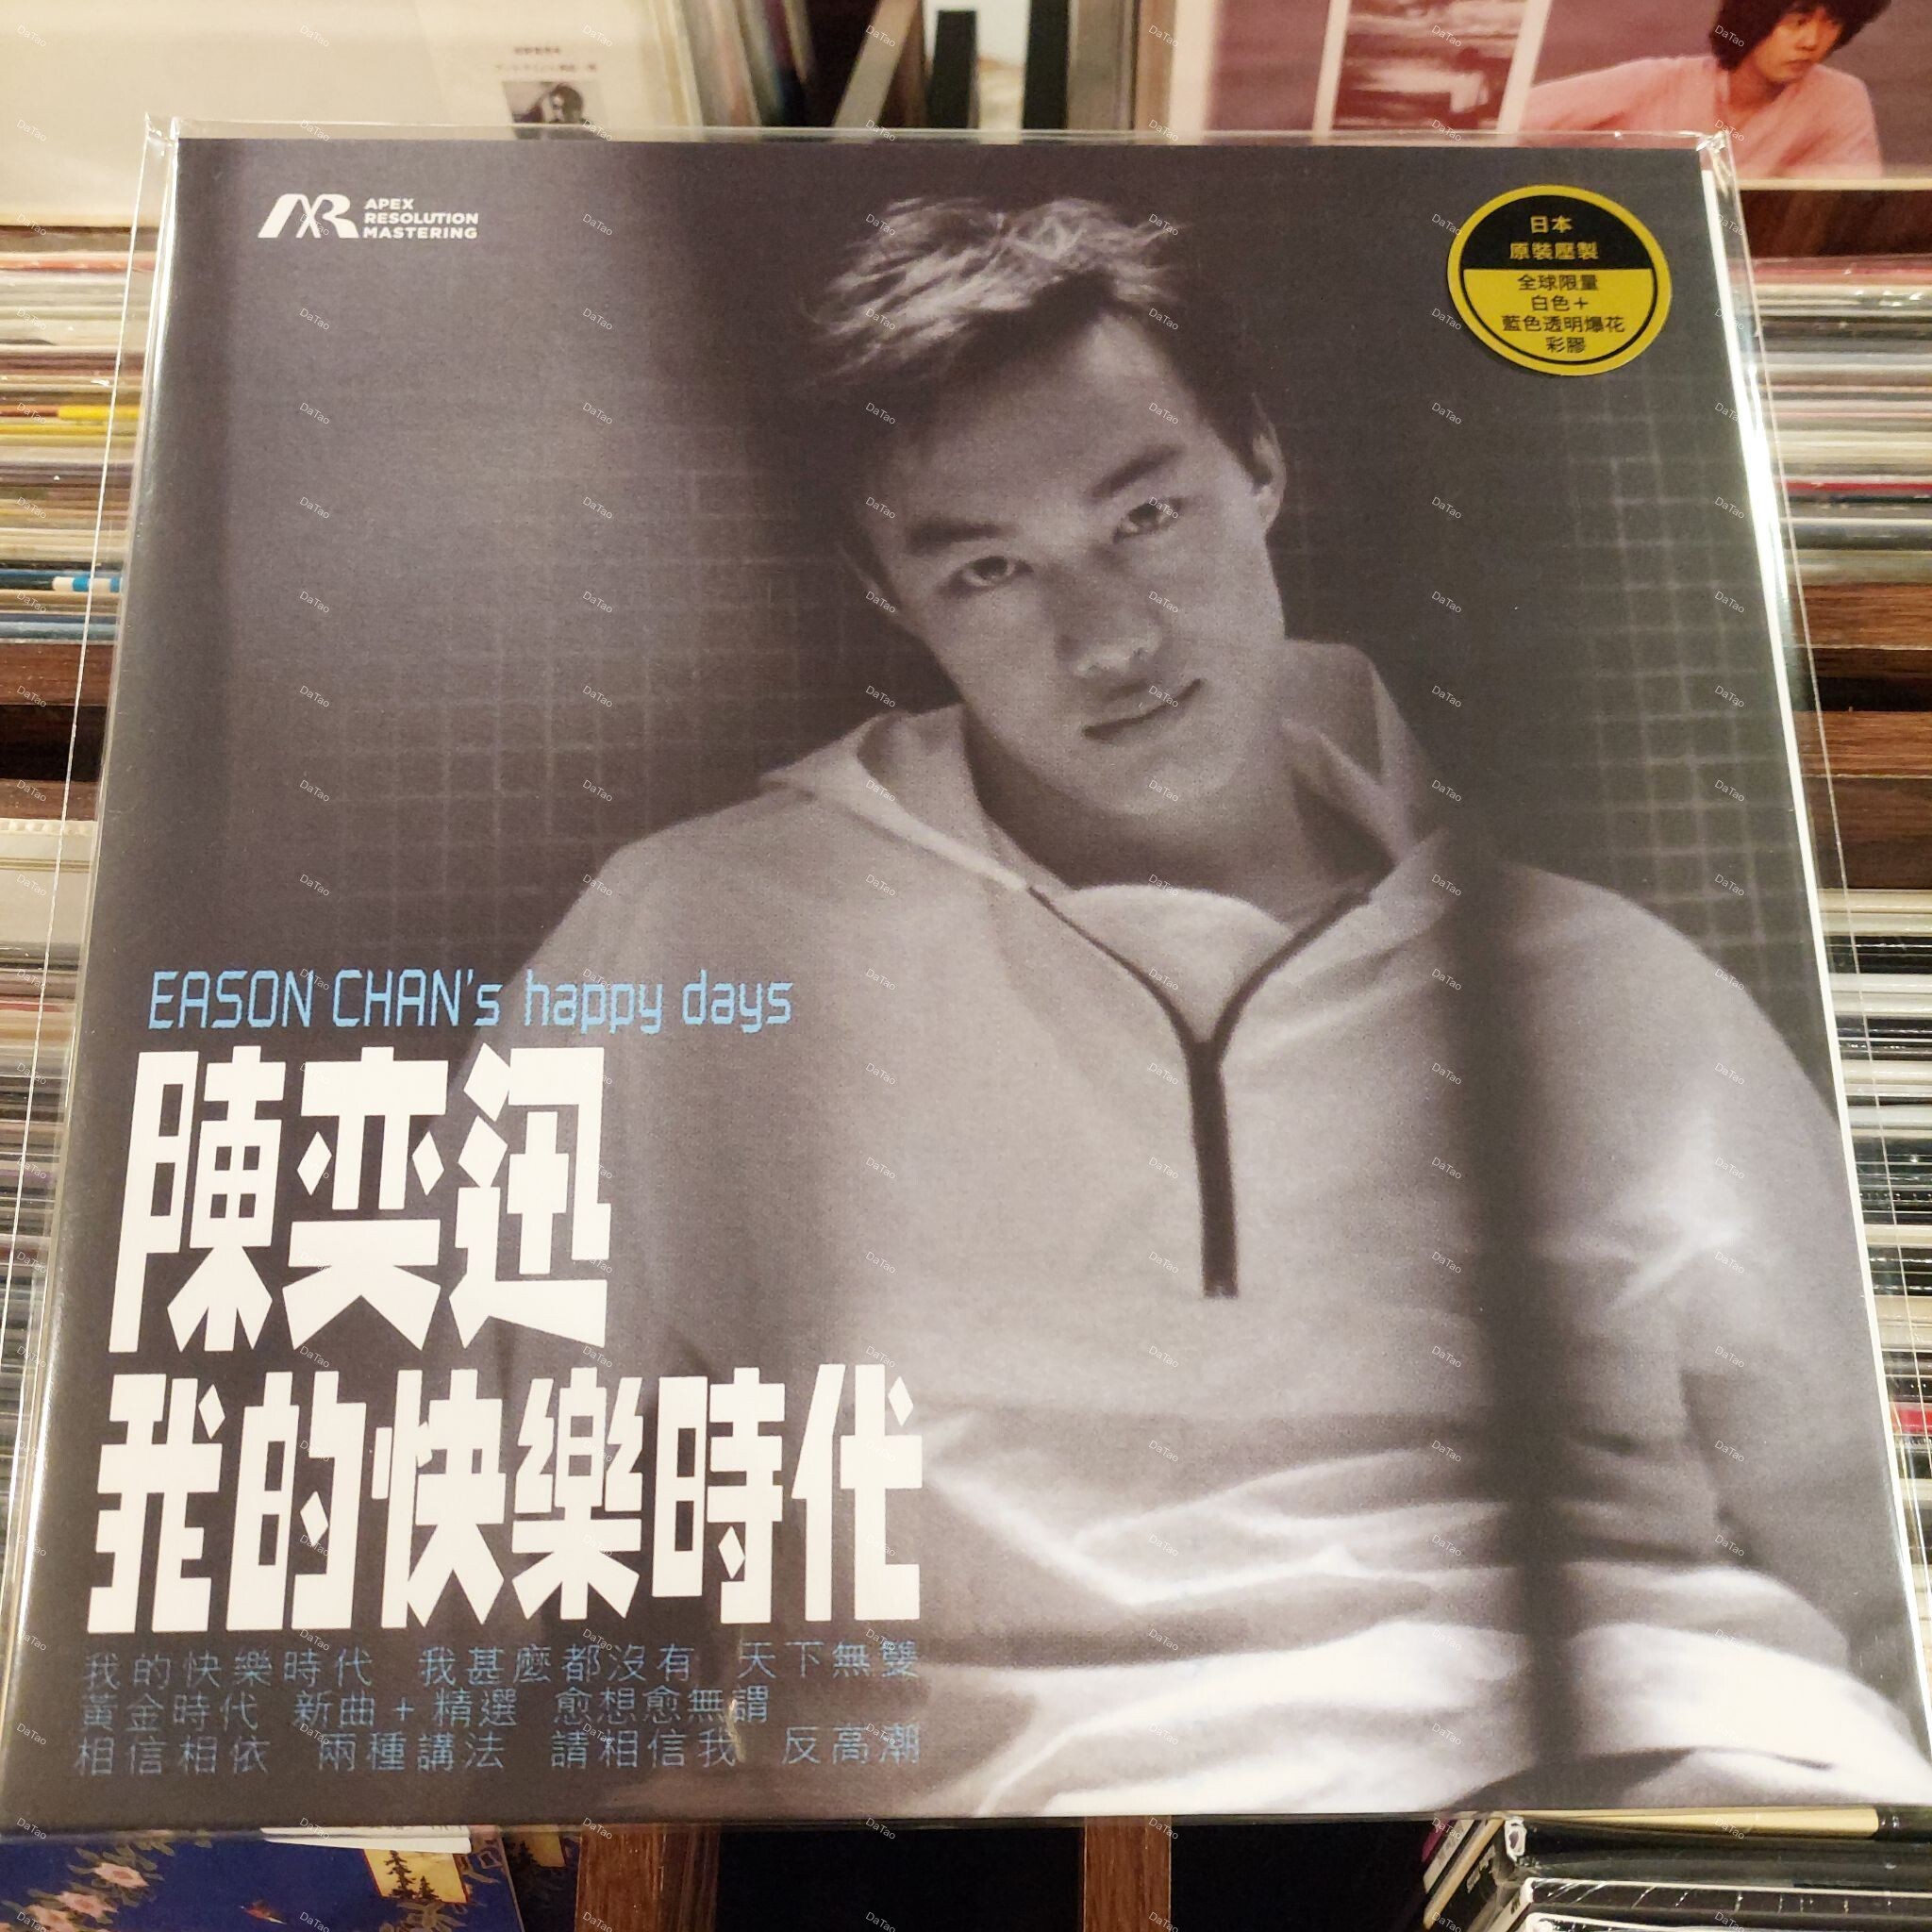 APEX
RESOLUTION
MASTERING
日本
原裝壓製
全球限量
白色+
藍色透明爆花
彩膠
EASON CHAN's happy days
陳奕迅
我的快樂時代
我的快樂時代 我甚麼都沒有 天下無雙
黃金時代 新曲+精選 愈想愈無謂
相信相依 兩種講法 請相信我 反高潮
DaTao